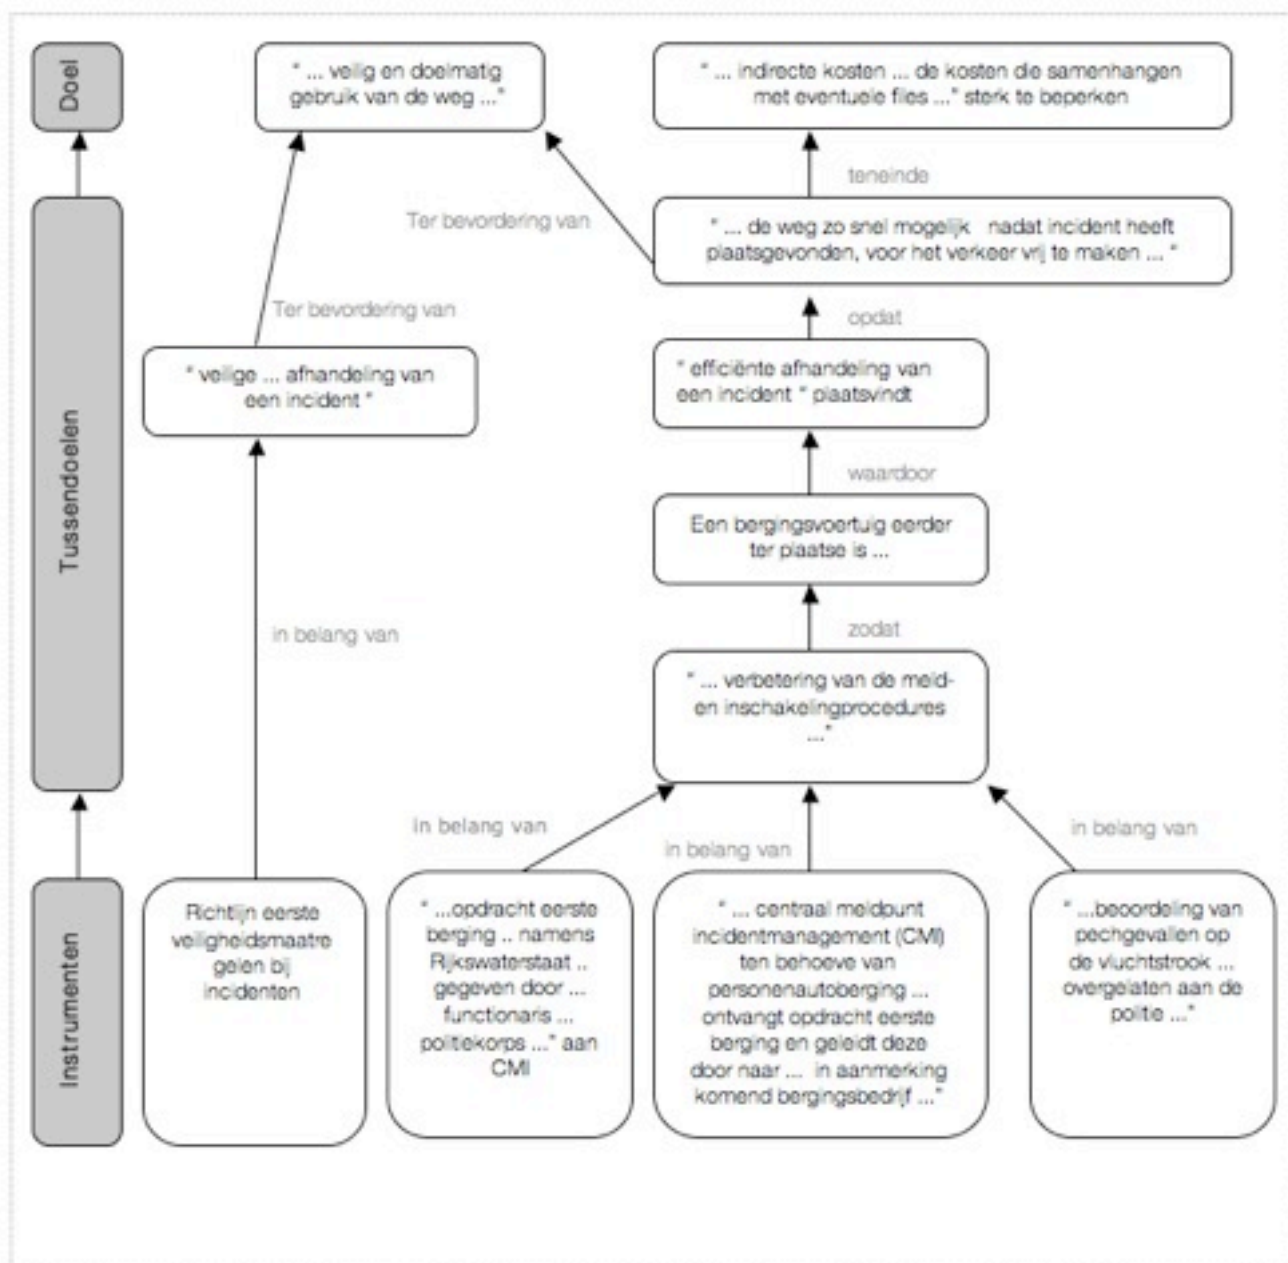 Doel
" ... veilig en doelmatig
gebruik van de weg ..."
" ... indirecte kosten ... de kosten die samenhangen
met eventuele files ..." sterk te beperken
teneinde
Ter bevordering van
" ... de weg zo snel mogelijk nadat incident heeft
plaatsgevonden, voor het verkeer vrij te maken ... "
Ter bevordering van
opdat
Tussendoelen
" veilige ... afhandeling van
een incident "
" efficiënte afhandeling van
een incident " plaatsvindt
waardoor
Een bergingsvoertuig eerder
ter plaatse is ...
in belang van
zodat
" ... verbetering van de meld-
en inschakelingprocedures
..."
In belang van
in belang van
in belang van
Instrumenten
Richtlijn eerste
veiligheidsmaatre
gelen bij
incidenten
" ...opdracht eerste
berging .. namens
Rijkswaterstaat ..
gegeven door ...
functionaris ...
politiekorps ..." aan
CMI
" ... centraal meldpunt
incidentmanagement (CMI)
ten behoeve van
personenautoberging ...
ontvangt opdracht eerste
berging en geleidt deze
door naar ... in aanmerking
komend bergingsbedrijf ..."
" ...beoordeling van
pechgevallen op
de vluchtstrook ...
overgelaten aan de
politie ..."